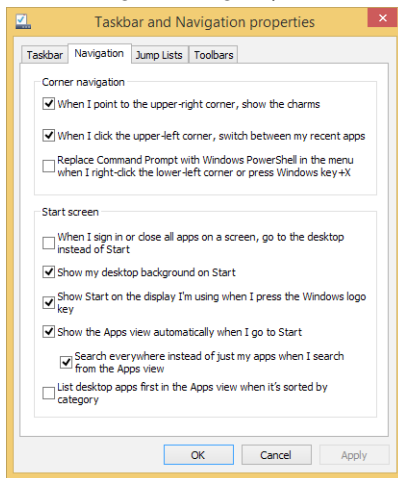 Taskbar and Navigation properties
Taskbar Navigation Jump Lists Toolbars
Corner navigation
When I point to the upper-right corner, show the charms
When I click the upper-left corner, switch between my recent apps
Replace Command Prompt with Windows PowerShell in the menu
when I right-click the lower-left corner or press Windows key+X
Start screen
When I sign in or close all apps on a screen, go to the desktop
instead of Start
Show my desktop background on Start
Show Start on the display I'm using when I press the Windows logo
key
Show the Apps view automatically when I go to Start
Search everywhere instead of just my apps when I search
from the Apps view
List desktop apps first in the Apps view when it's sorted by
category
OK Cancel Apply